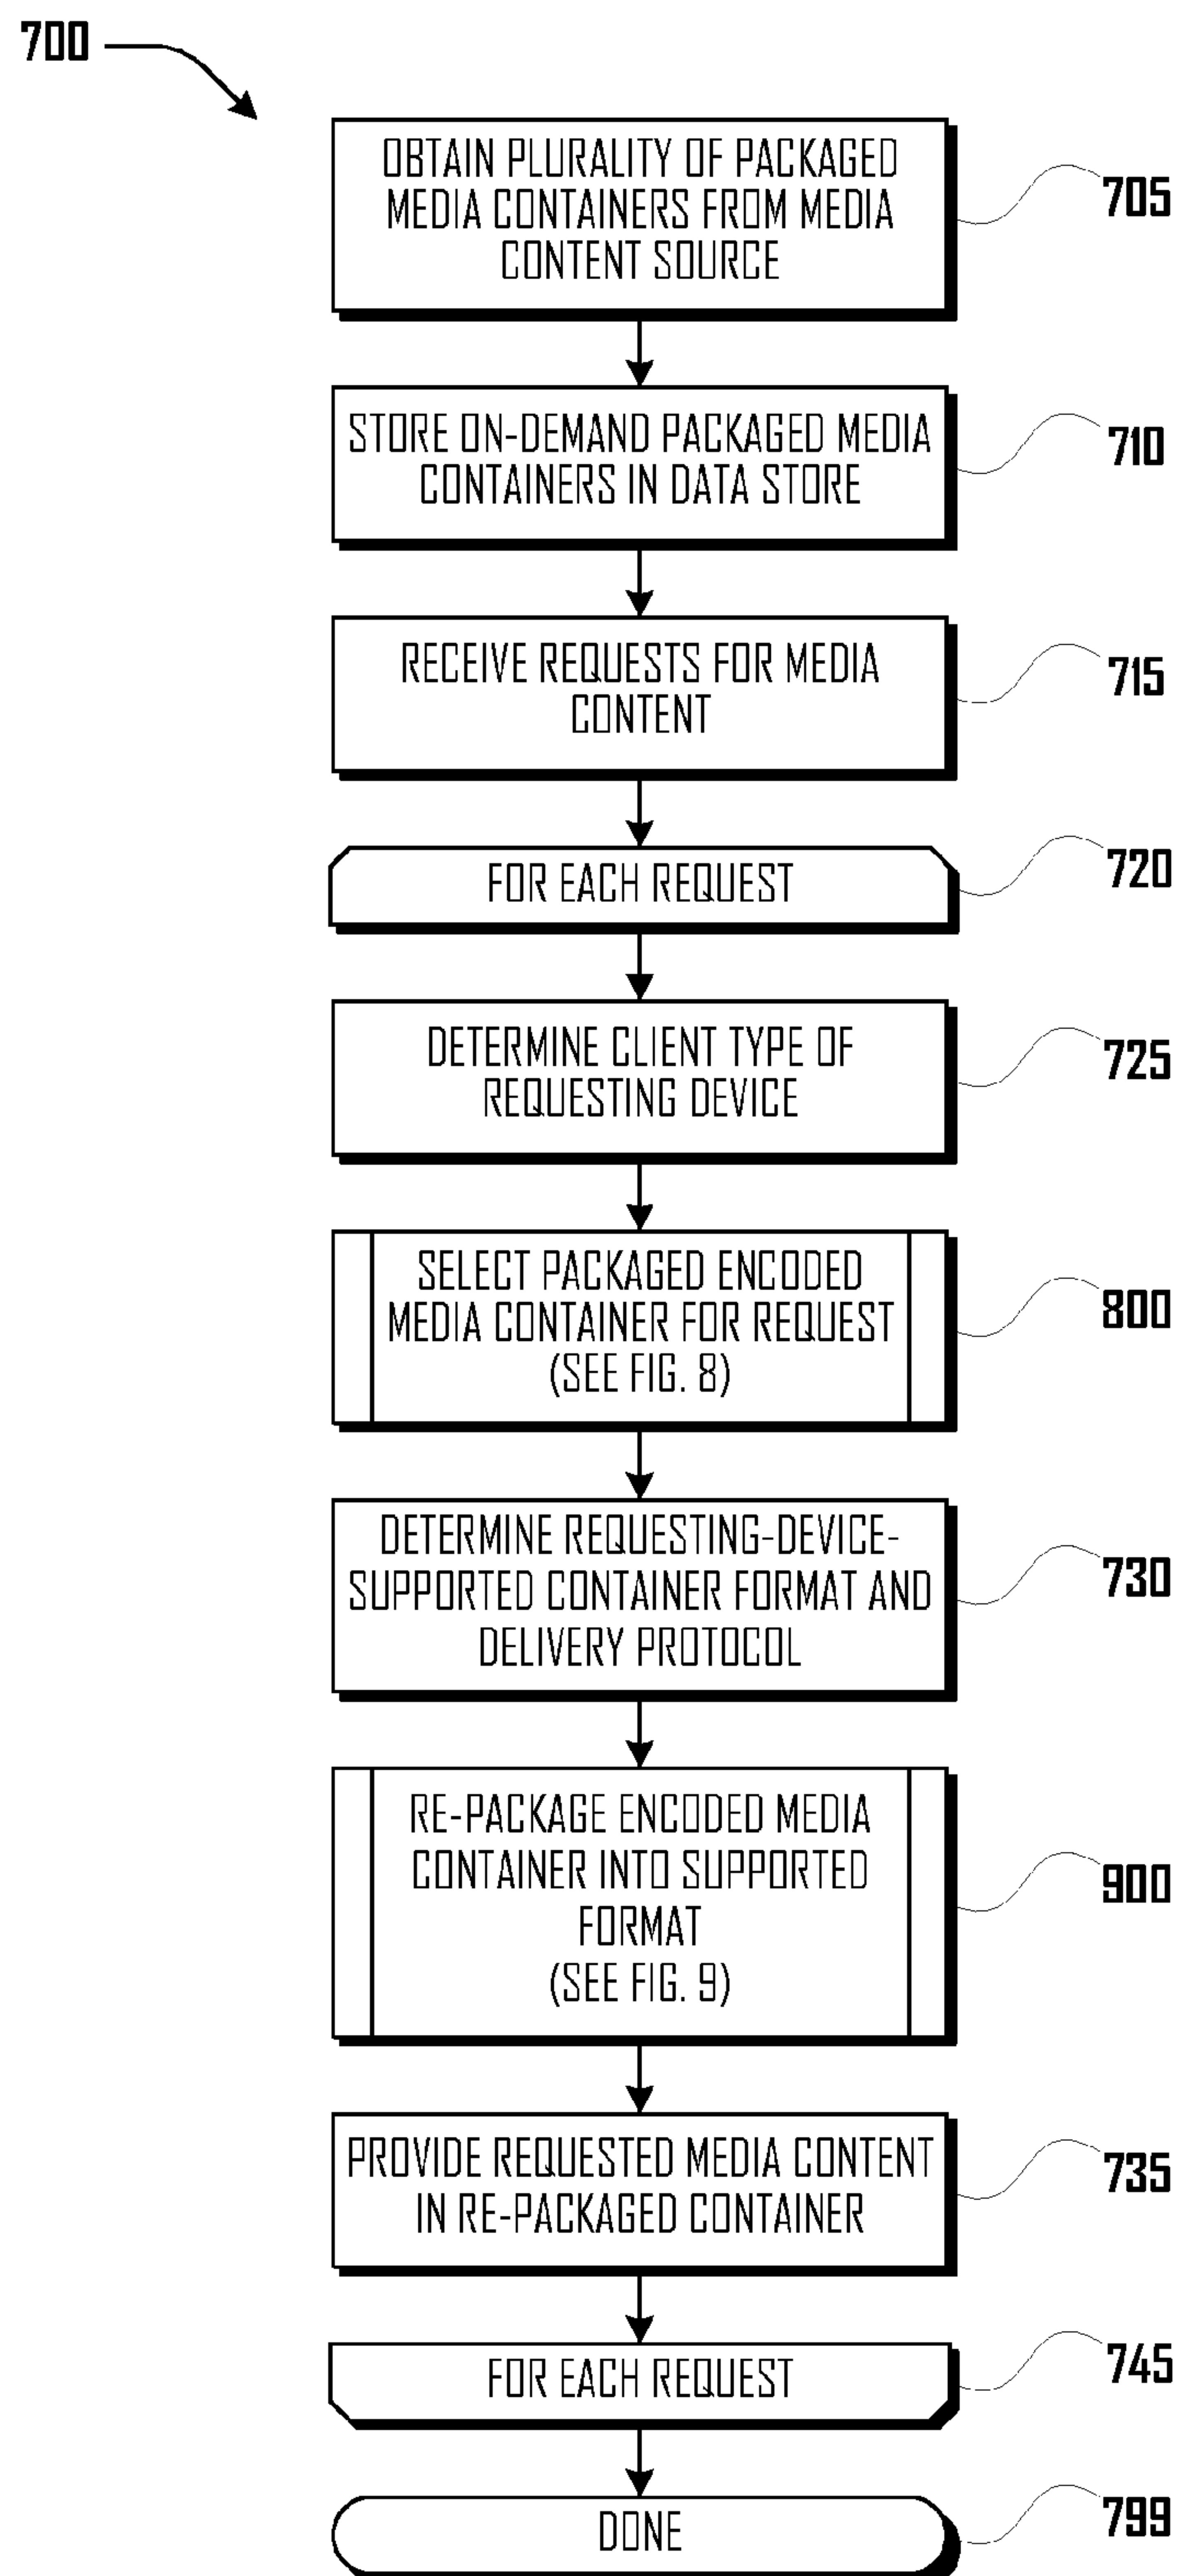 700
OBTAIN PLURALITY OF PACKAGED
MEDIA CONTAINERS FROM MEDIA
CONTENT SOURCE
705
STORE ON-DEMAND PACKAGED MEDIA
CONTAINERS IN DATA STORE
710
RECEIVE REQUESTS FOR MEDIA
CONTENT
715
FOR EACH REQUEST
720
DETERMINE CLIENT TYPE OF
REQUESTING DEVICE
725
SELECT PACKAGED ENCODED
MEDIA CONTAINER FOR REQUEST
(SEE FIG. 8)
800
DETERMINE REQUESTING-DEVICE-
SUPPORTED CONTAINER FORMAT AND
DELIVERY PROTOCOL
730
RE-PACKAGE ENCODED MEDIA
CONTAINER INTO SUPPORTED
FORMAT
(SEE FIG. 9)
900
PROVIDE REQUESTED MEDIA CONTENT
IN RE-PACKAGED CONTAINER
735
FOR EACH REQUEST
745
DONE
799